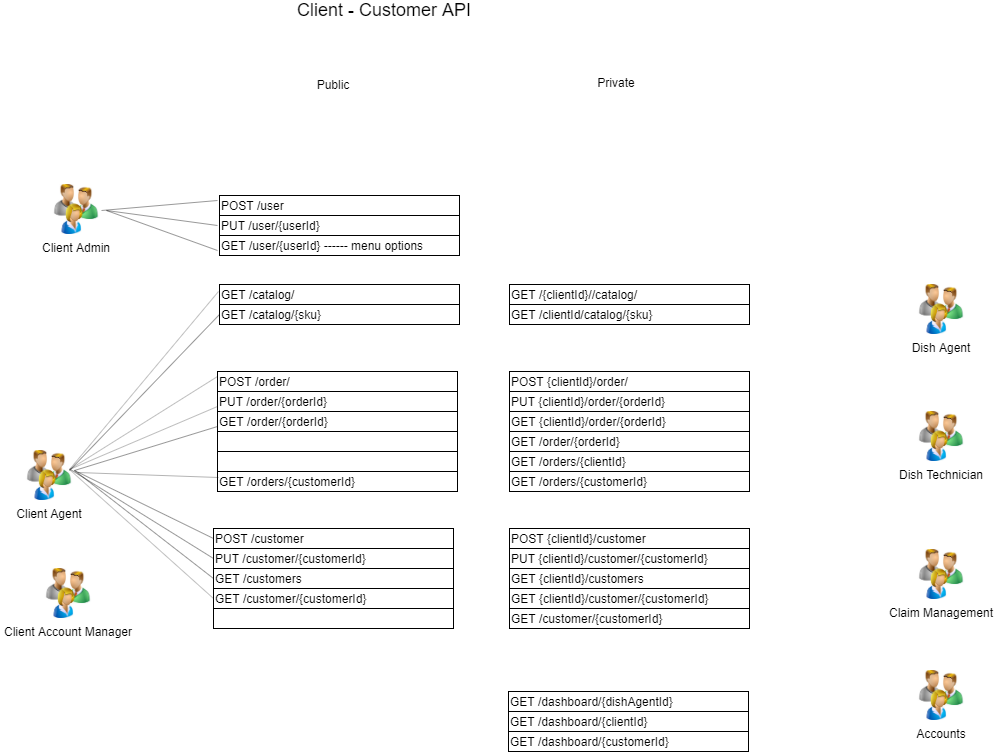 Client - Customer API
Public
Private
Client Admin
POST /user
PUT /user/{userId}
GET /user/{userId} ------ menu options
GET /catalog/
GET /catalog/{sku}
GET /{clientId}//catalog/
GET /clientId/catalog/{sku}
Dish Agent
POST /order/
PUT /order/{orderId}
GET /order/{orderId}
GET /orders/{customerId}
POST {clientId}/order/
PUT {clientId}/order/{orderId}
GET {clientId}/order/{orderId}
GET /order/{orderId}
GET /orders/{clientId}
GET /orders/{customerId}
Dish Technician
Client Agent
POST /customer
PUT /customer/{customerId}
GET /customers
GET /customer/{customerId}
POST {clientId}/customer
PUT {clientId}/customer/{customerId}
GET {clientId}/customers
GET {clientId}/customer/{customerId}
GET /customer/{customerId}
Claim Management
Client Account Manager
GET /dashboard/{dishAgentId}
GET /dashboard/{clientId}
GET /dashboard/{customerId}
Accounts